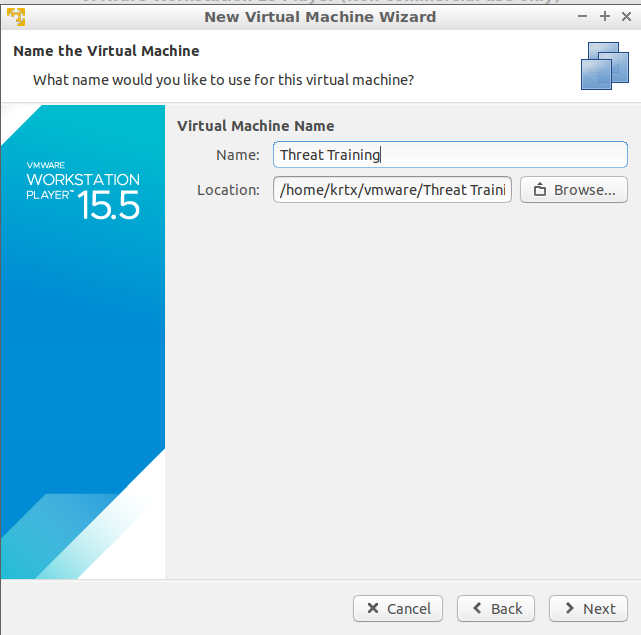 New Virtual Machine Wizard
Name the Virtual Machine
What name would you like to use for this virtual machine?
VMWARE
WORKSTATION
PLAYER™ 15.5
Virtual Machine Name
Name: Threat Training
Location: /home/krtx/vmware/Threat Traini Browse...
Cancel Back Next